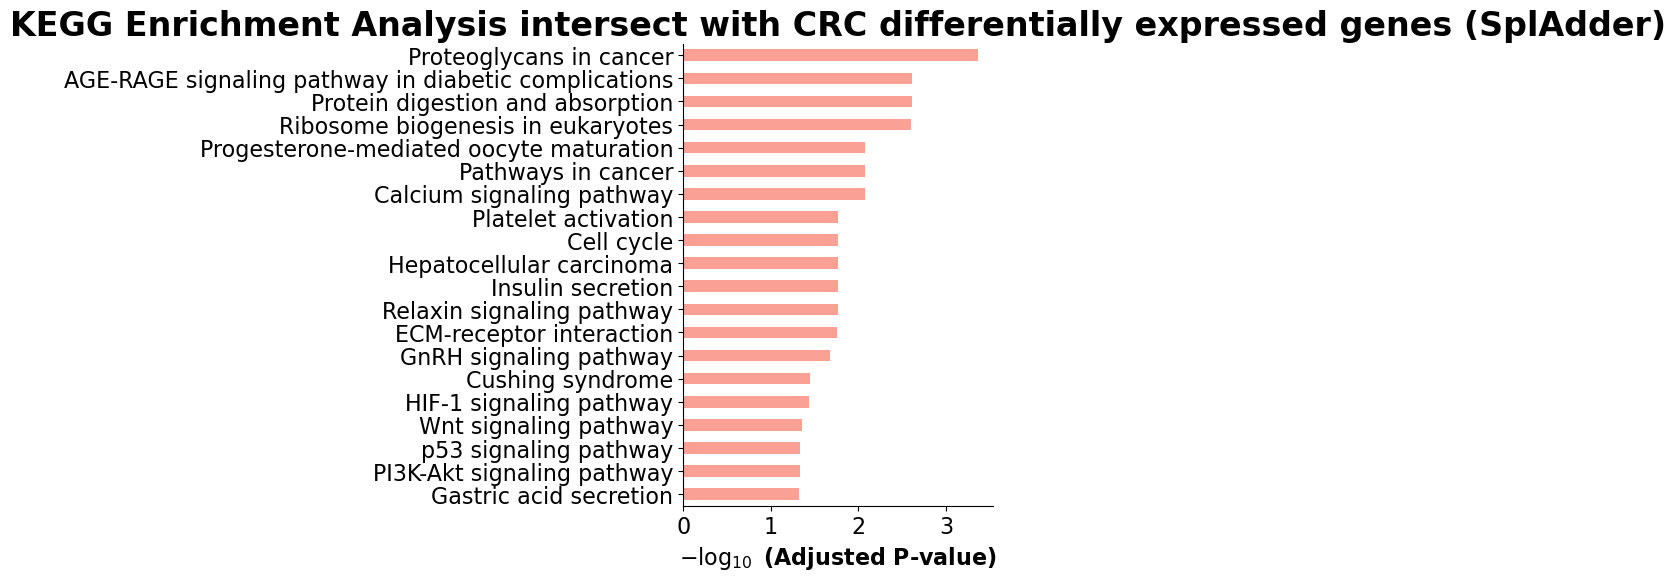 KEGG Enrichment Analysis intersect with CRC differentially expressed genes (SplAdder)
Proteoglycans in cancer
AGE-RAGE signaling pathway in diabetic complications
Protein digestion and absorption
Ribosome biogenesis in eukaryotes
Progesterone-mediated oocyte maturation
Pathways in cancer
Calcium signaling pathway
Platelet activation
Cell cycle
Hepatocellular carcinoma
Insulin secretion
Relaxin signaling pathway
ECM-receptor interaction
GnRH signaling pathway
Cushing syndrome
HIF-1 signaling pathway
Wnt signaling pathway
p53 signaling pathway
PI3K-Akt signaling pathway
Gastric acid secretion
0 1 2 3
−log₁₀ (Adjusted P-value)